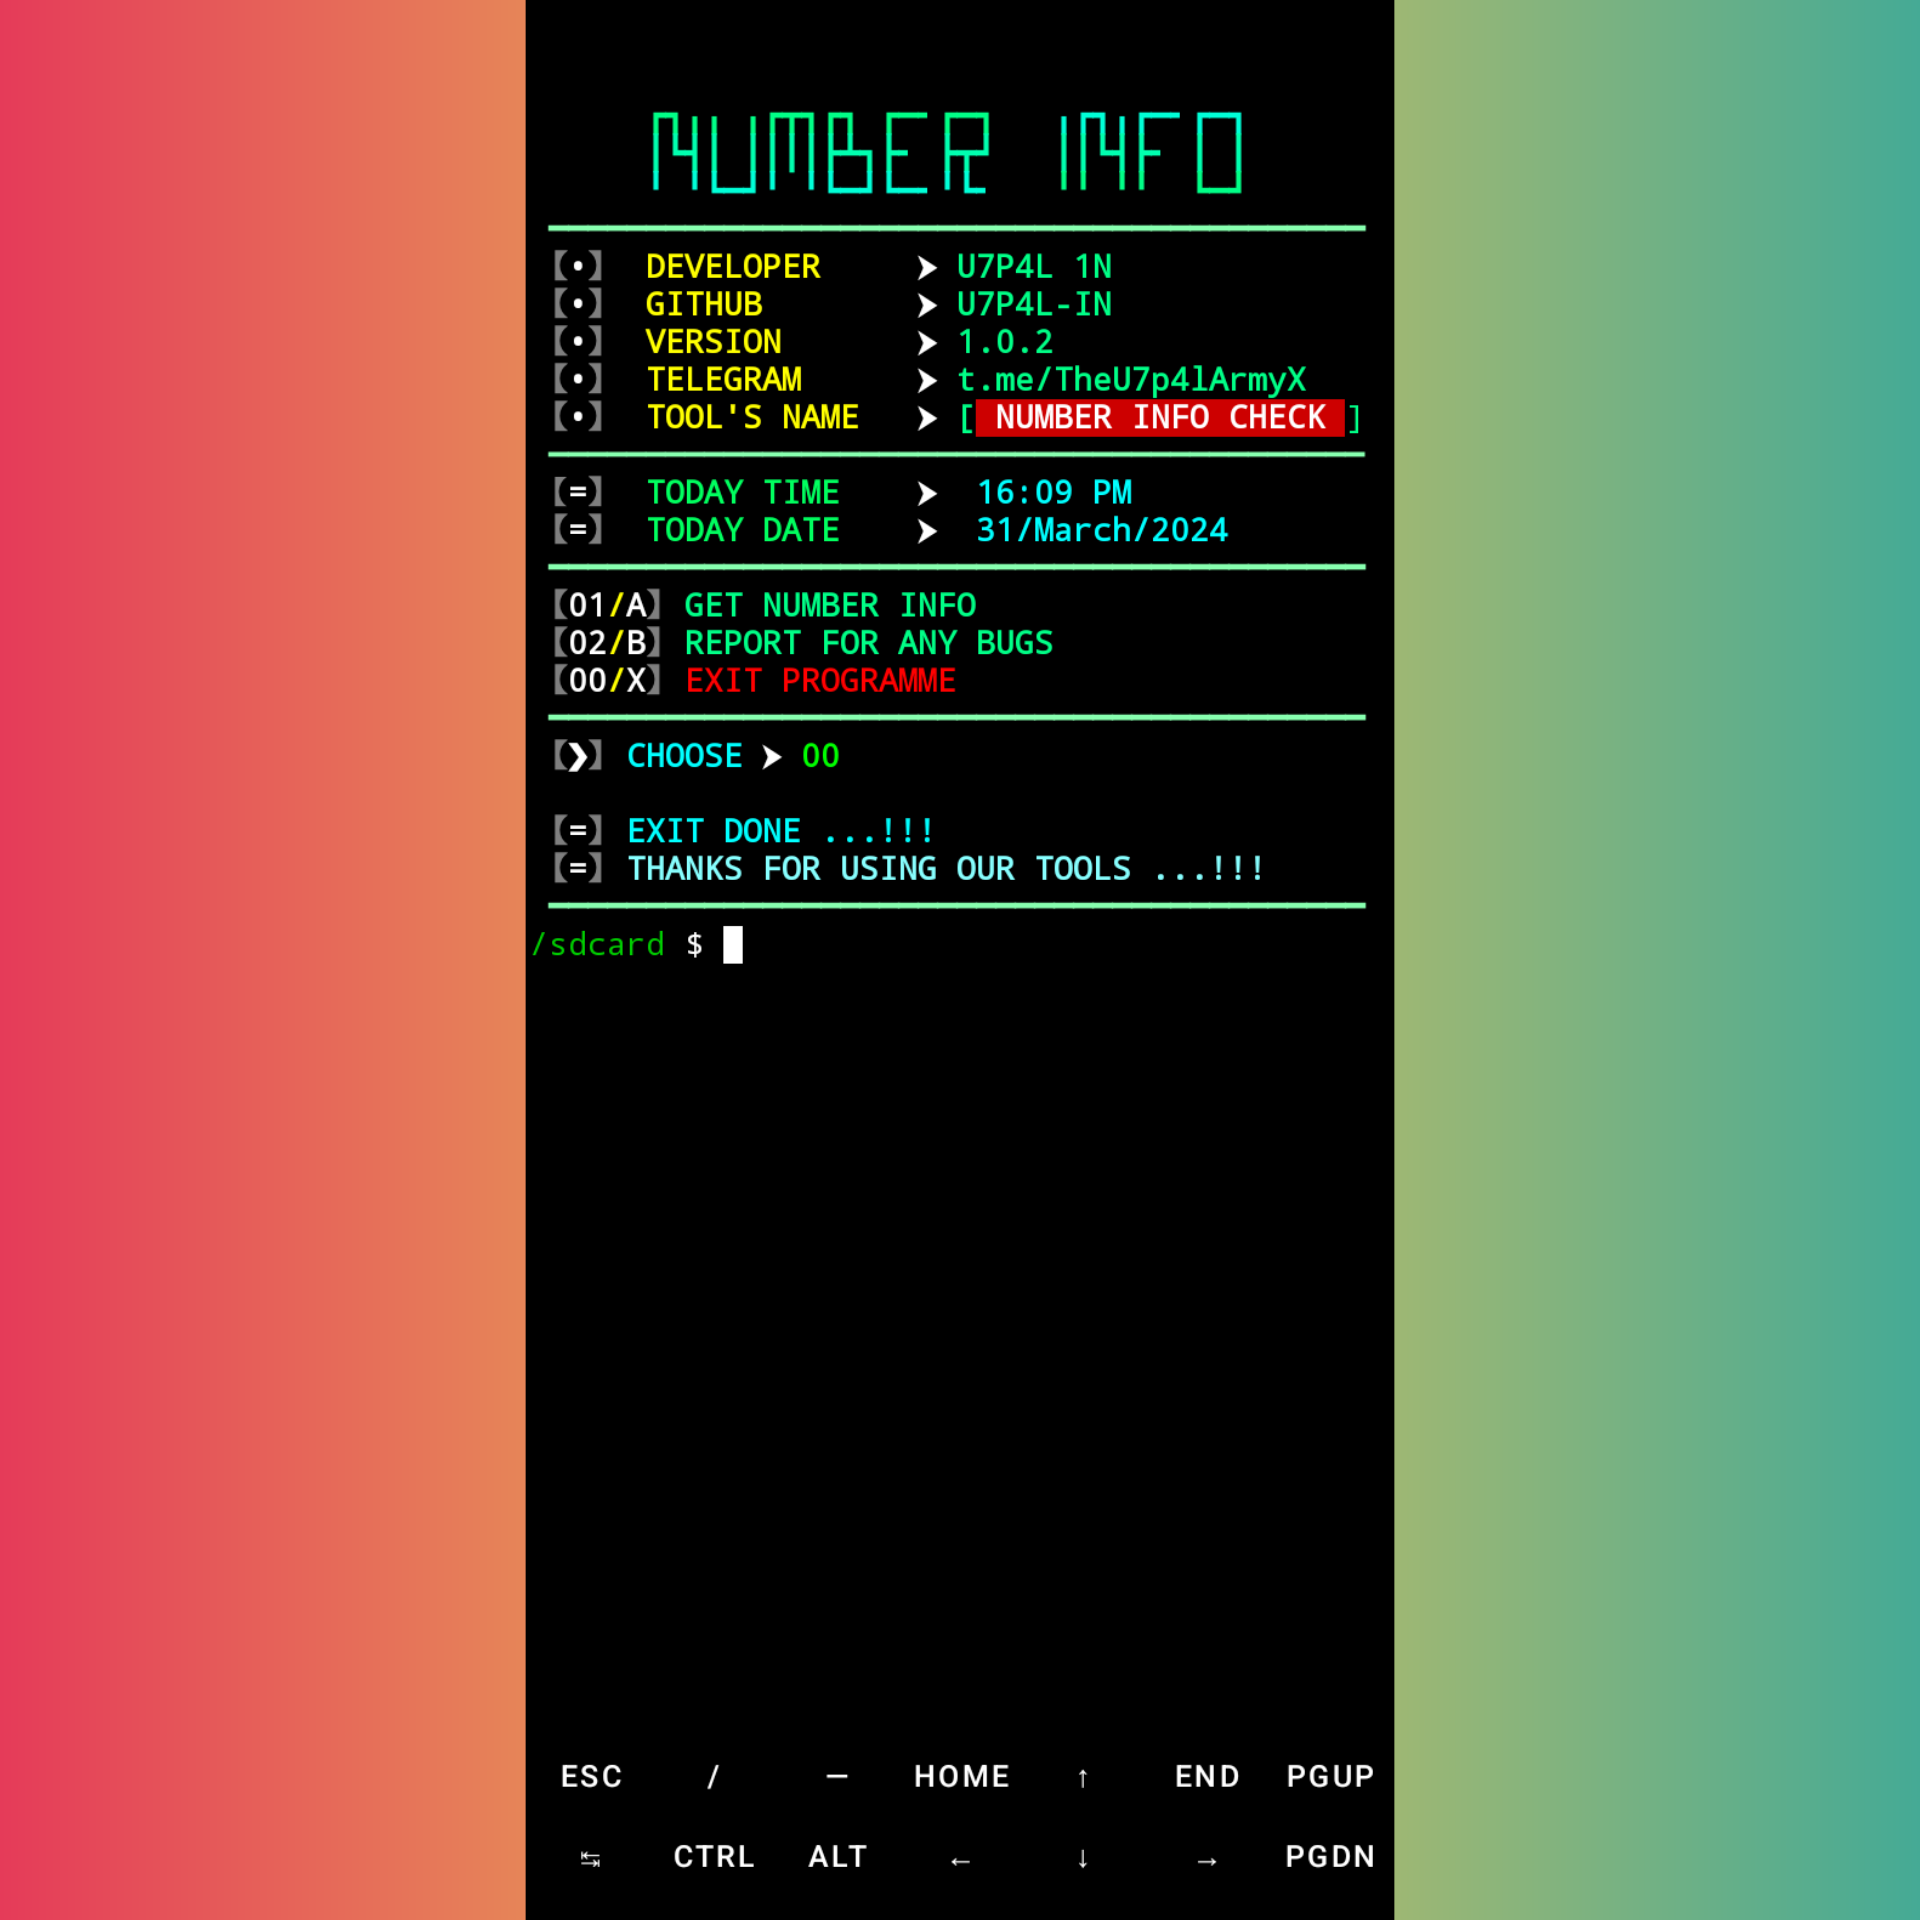 NUMBER INFO
(•) DEVELOPER ➤ U7P4L 1N
(•) GITHUB ➤ U7P4L-IN
(•) VERSION ➤ 1.0.2
(•) TELEGRAM ➤ t.me/TheU7p4lArmyX
(•) TOOL'S NAME ➤ [ NUMBER INFO CHECK ]
(=) TODAY TIME ➤ 16:09 PM
(=) TODAY DATE ➤ 31/March/2024
(01/A) GET NUMBER INFO
(02/B) REPORT FOR ANY BUGS
(00/X) EXIT PROGRAMME
(❯) CHOOSE ➤ 00
(=) EXIT DONE ...!!!
(=) THANKS FOR USING OUR TOOLS ...!!!
/sdcard $
ESC / — HOME ↑ END PGUP
↹ CTRL ALT ← ↓ → PGDN